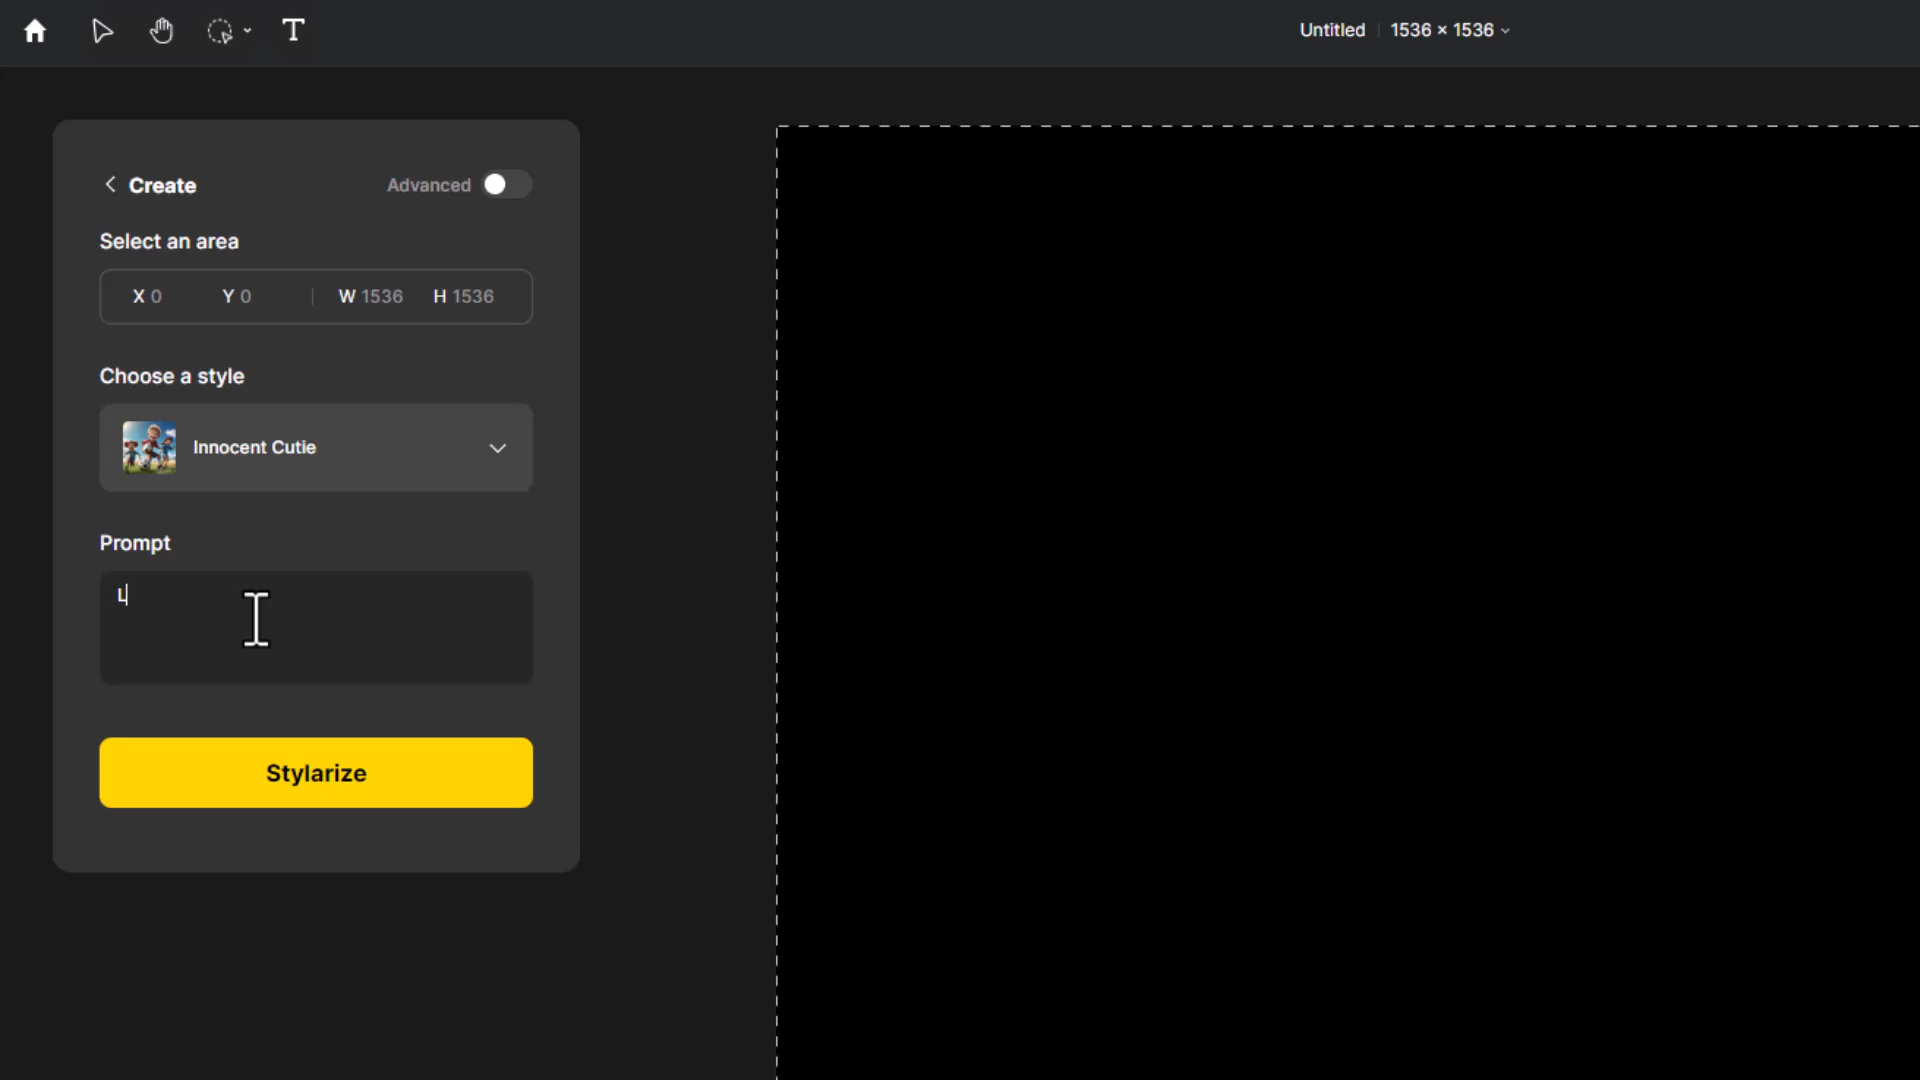 T Untitled 1536 × 1536
Create Advanced
Select an area
X 0 Y 0 W 1536 H 1536
Choose a style
Innocent Cutie
Prompt
L
Stylarize